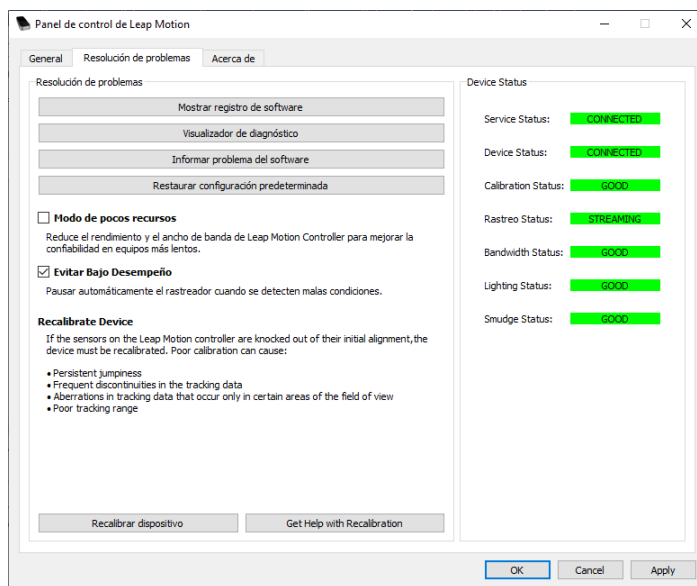 Panel de control de Leap Motion
General
Resolución de problemas
Acerca de
Resolución de problemas
Mostrar registro de software
Visualizador de diagnóstico
Informar problema del software
Restaurar configuración predeterminada
Modo de pocos recursos
Reduce el rendimiento y el ancho de banda de Leap Motion Controller para mejorar la
confiabilidad en equipos más lentos.
Evitar Bajo Desempeño
Pausar automáticamente el rastreador cuando se detecten malas condiciones.
Recalibrate Device
If the sensors on the Leap Motion controller are knocked out of their initial alignment,the
device must be recalibrated. Poor calibration can cause:
• Persistent jumpiness
• Frequent discontinuities in the tracking data
• Aberrations in tracking data that occur only in certain areas of the field of view
• Poor tracking range
Recalibrar dispositivo
Get Help with Recalibration
Device Status
Service Status: CONNECTED
Device Status: CONNECTED
Calibration Status: GOOD
Rastreo Status: STREAMING
Bandwidth Status: GOOD
Lighting Status: GOOD
Smudge Status: GOOD
OK
Cancel
Apply